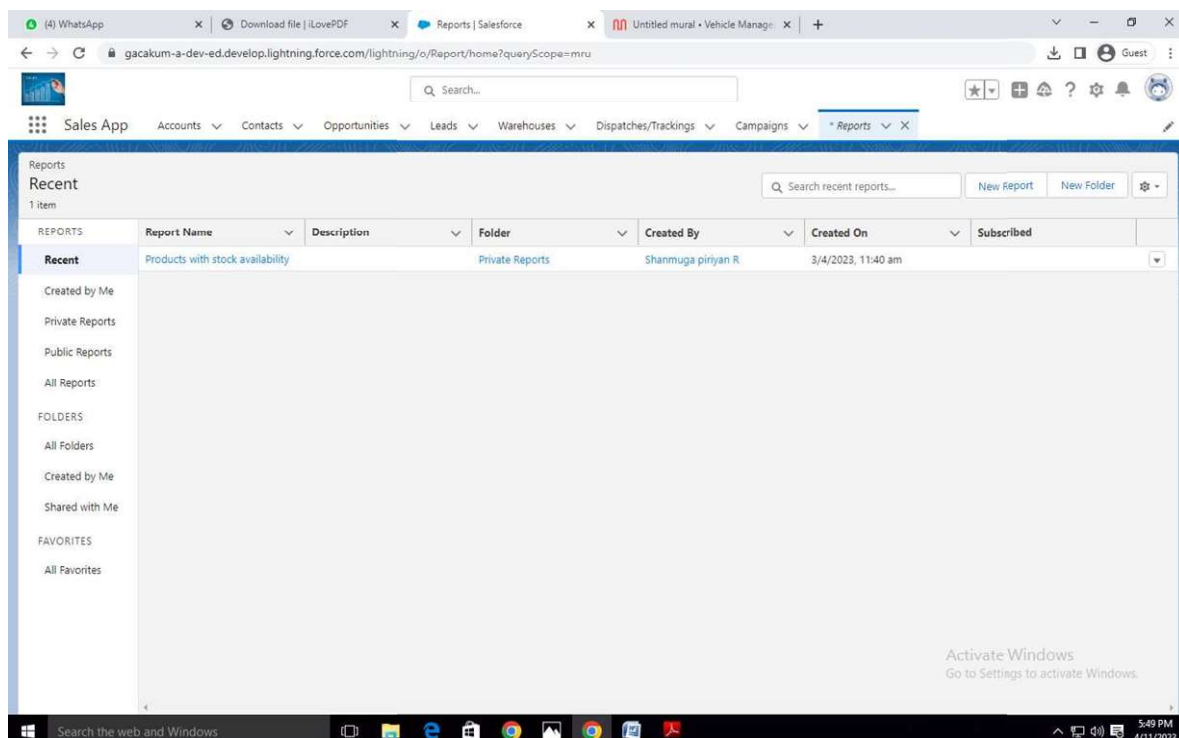 (4) WhatsApp
Download file | iLovePDF
Reports | Salesforce
Untitled mural • Vehicle Manage
gacakum-a-dev-ed.develop.lightning.force.com/lightning/o/Report/home?queryScope=mru
Guest
Search...
Sales App
Accounts
Contacts
Opportunities
Leads
Warehouses
Dispatches/Trackings
Campaigns
* Reports
Reports
Recent
1 item
Search recent reports...
New Report
New Folder
REPORTS
Report Name
Description
Folder
Created By
Created On
Subscribed
Recent
Products with stock availability
Private Reports
Shanmuga piriyan R
3/4/2023, 11:40 am
Created by Me
Private Reports
Public Reports
All Reports
FOLDERS
All Folders
Created by Me
Shared with Me
FAVORITES
All Favorites
Activate Windows
Go to Settings to activate Windows.
Search the web and Windows
5:49 PM
4/11/2023